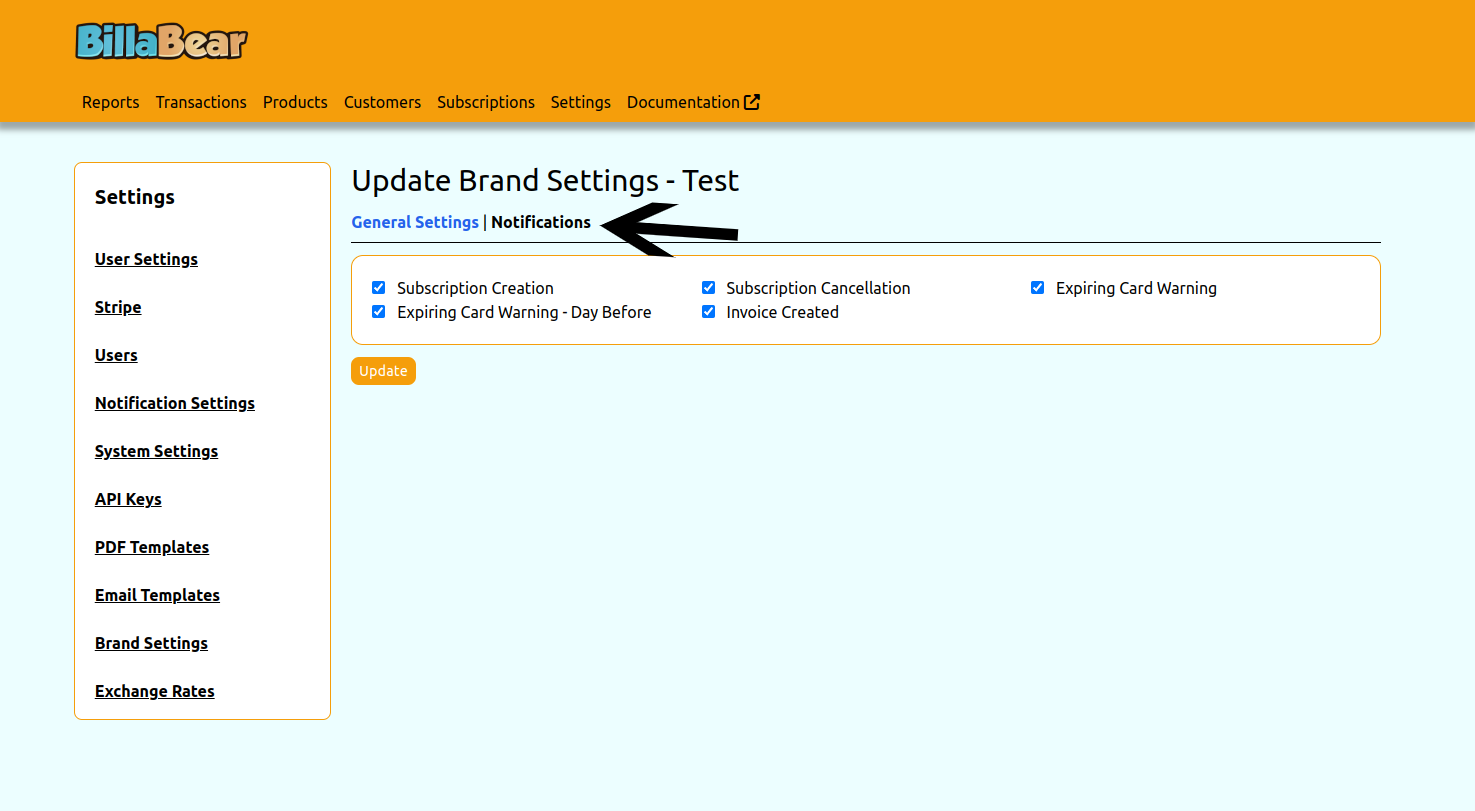 BillaBear
Reports Transactions Products Customers Subscriptions Settings Documentation
Settings
User Settings
Stripe
Users
Notification Settings
System Settings
API Keys
PDF Templates
Email Templates
Brand Settings
Exchange Rates
Update Brand Settings - Test
General Settings | Notifications
Subscription Creation Subscription Cancellation Expiring Card Warning
Expiring Card Warning - Day Before Invoice Created
Update